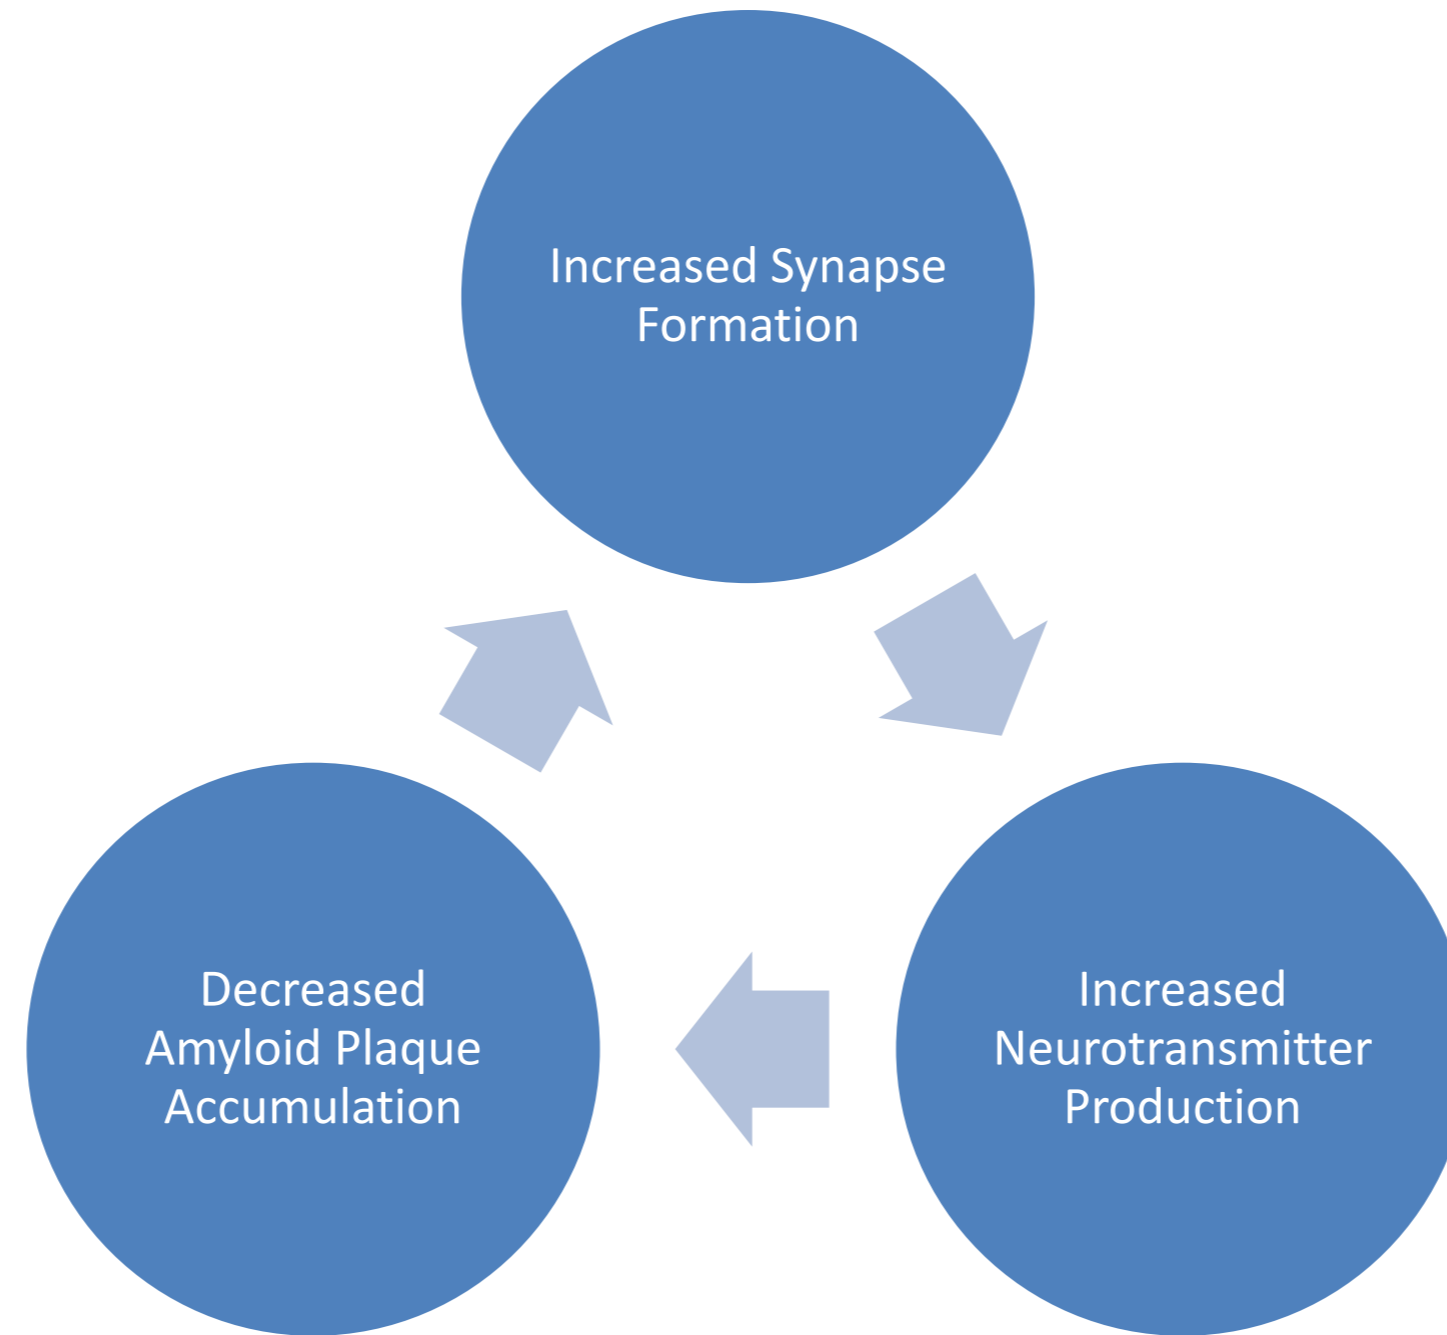 Increased Synapse
Formation
Increased
Neurotransmitter
Production
Decreased
Amyloid Plaque
Accumulation